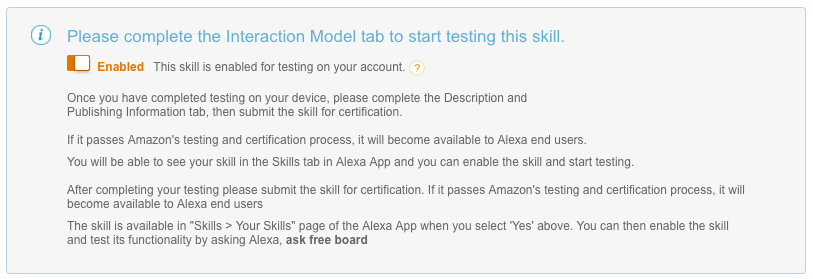 i Please complete the Interaction Model tab to start testing this skill.
Enabled This skill is enabled for testing on your account. ?
Once you have completed testing on your device, please complete the Description and
Publishing Information tab, then submit the skill for certification.
If it passes Amazon's testing and certification process, it will become available to Alexa end users.
You will be able to see your skill in the Skills tab in Alexa App and you can enable the skill and start testing.
After completing your testing please submit the skill for certification. If it passes Amazon's testing and certification process, it will
become available to Alexa end users
The skill is available in "Skills > Your Skills" page of the Alexa App when you select 'Yes' above. You can then enable the skill
and test its functionality by asking Alexa, ask free board